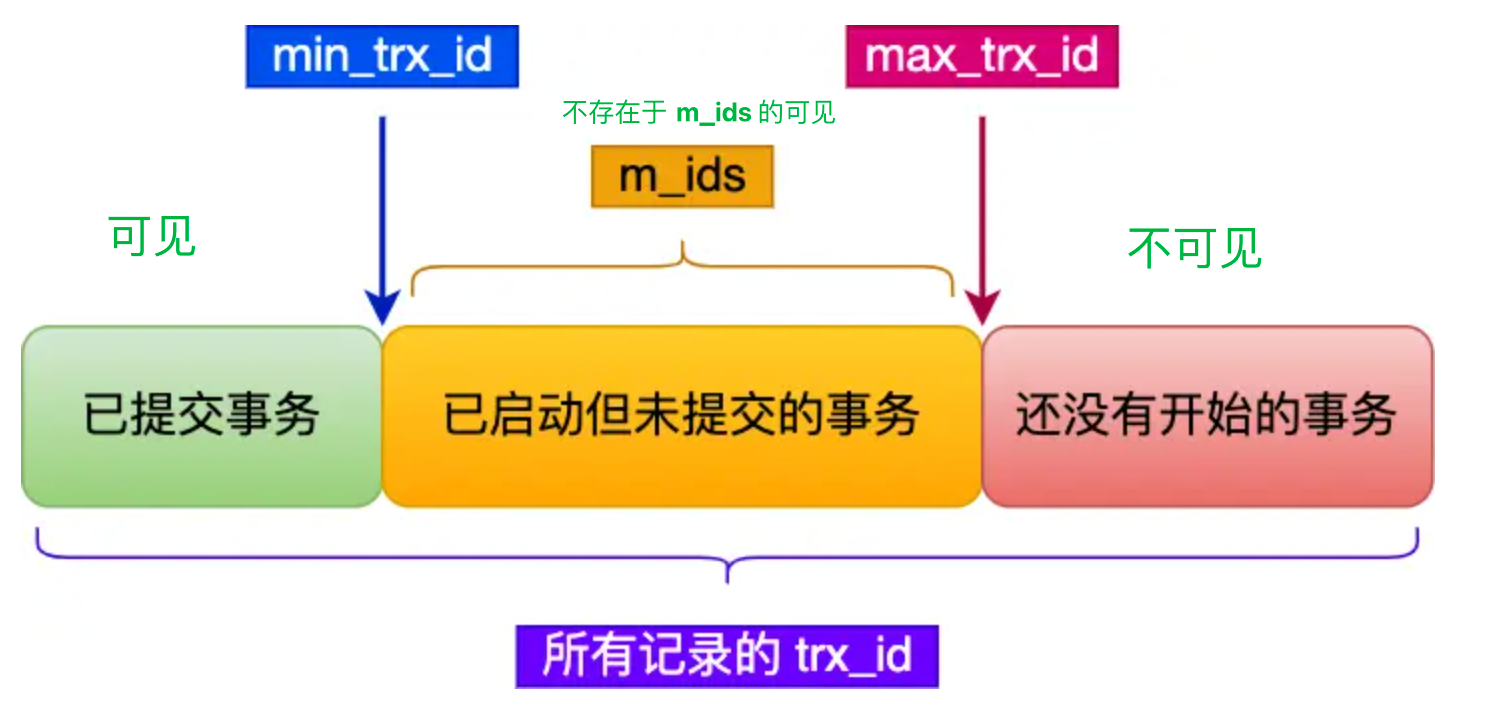 min_trx_id
max_trx_id
不存在于 m_ids 的可见
m_ids
可见
不可见
已提交事务
已启动但未提交的事务
还没有开始的事务
所有记录的 trx_id